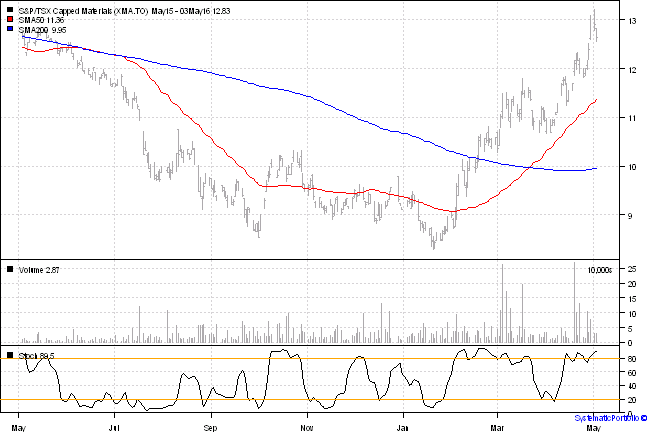 S&P/TSX Capped Materials (XMA.TO) May15 - 03May16 12.83
SMA50 11.36
SMA200 9.95
13
12
11
10
9
Volume 2.87
10,000s
25
20
15
10
5
0
Stoch 89.5
80
60
40
20
0
May Jul Sep Nov Jan Mar May
SystematicPortfolio ©